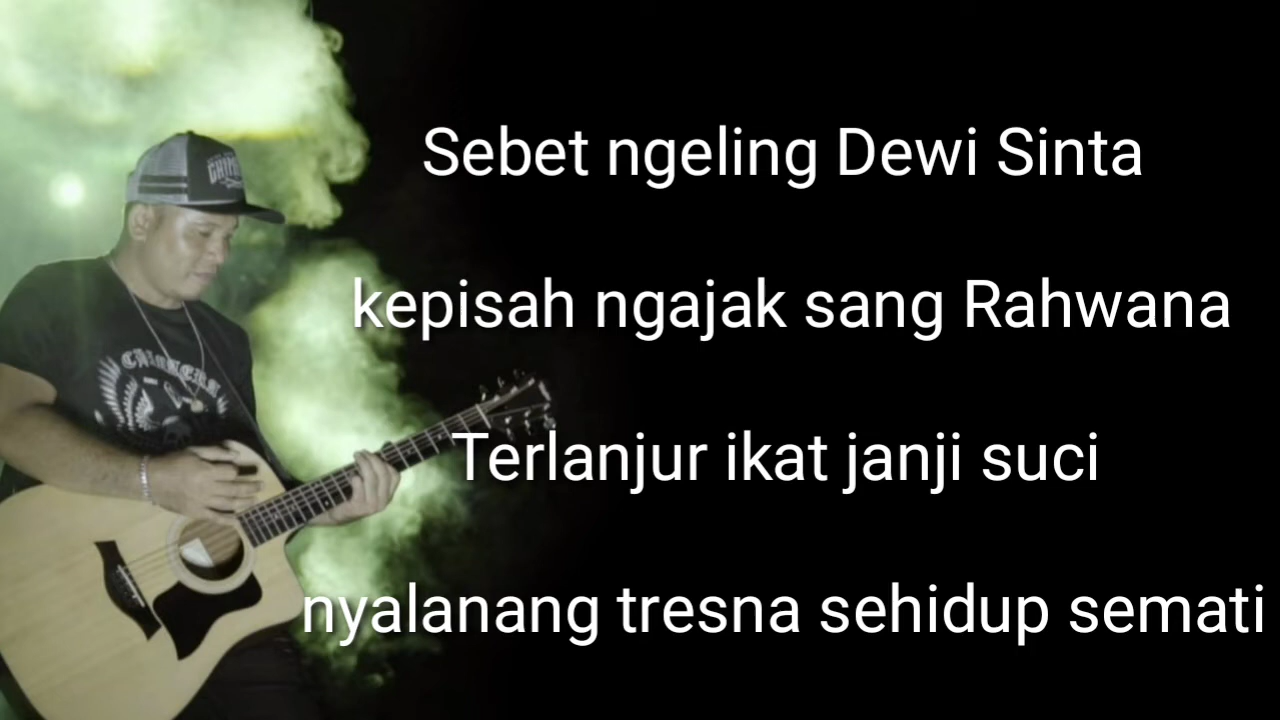 Sebet ngeling Dewi Sinta
kepisah ngajak sang Rahwana
Terlanjur ikat janji suci
nyalanang tresna sehidup semati